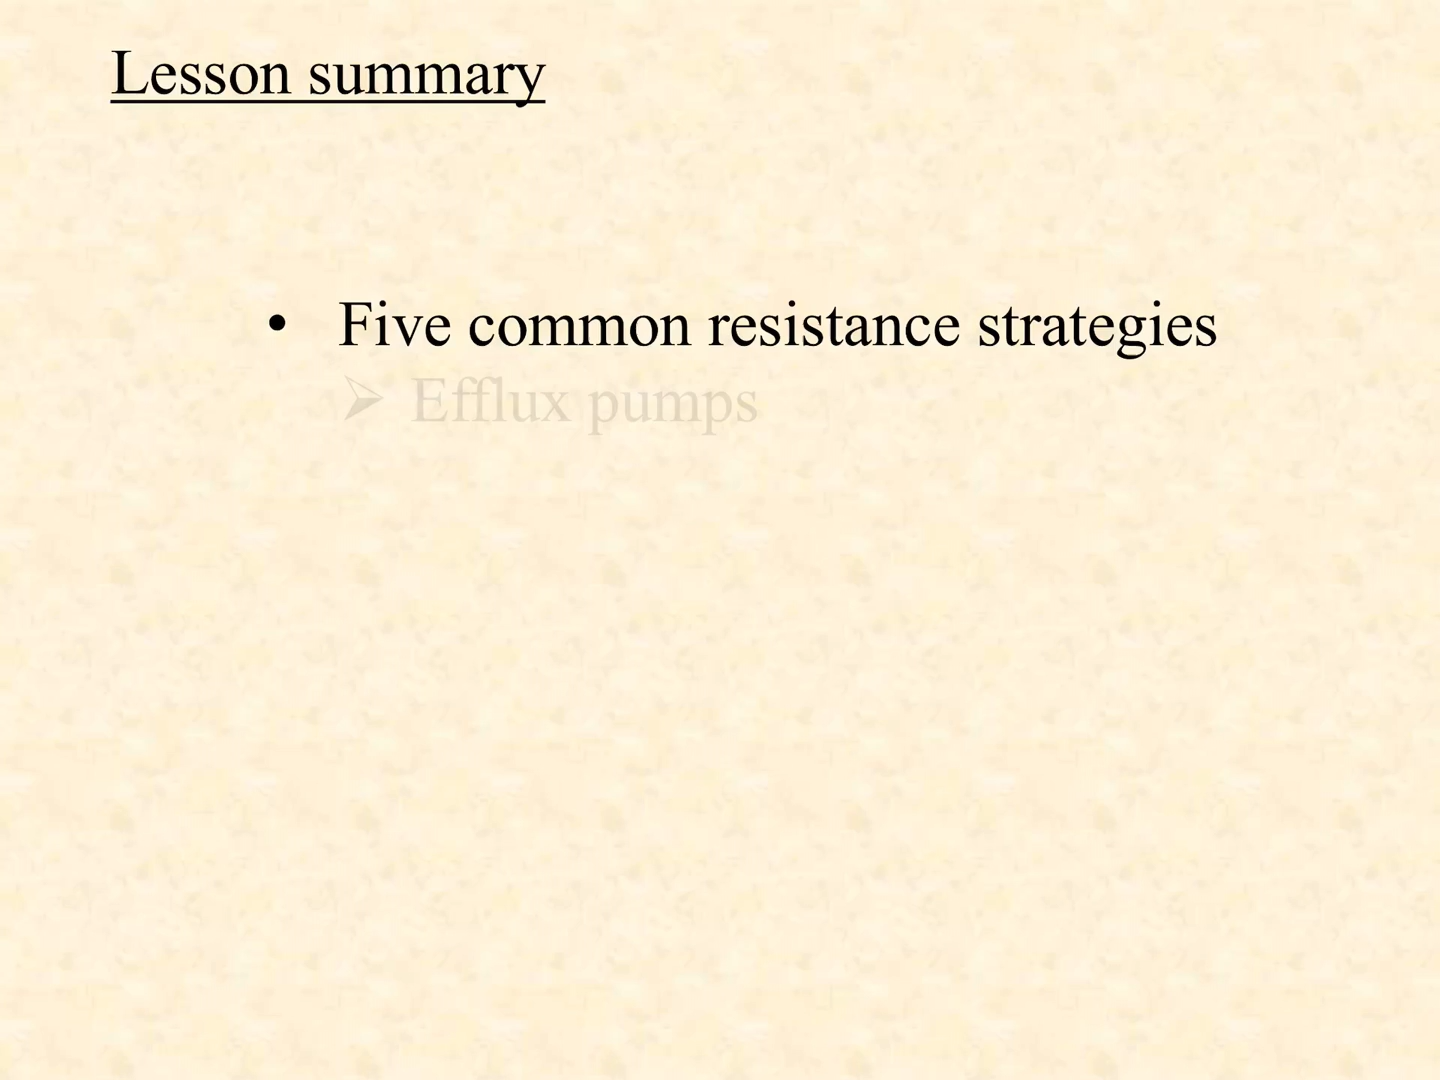 Lesson summary
• Five common resistance strategies
➢ Efflux pumps